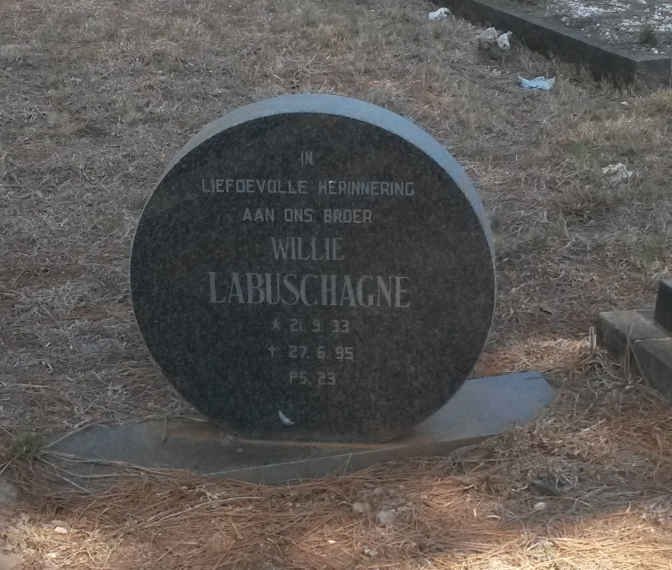 IN
LIEFDEVOLLE HERINNERING
AAN ONS BROER
WILLIE
LABUSCHAGNE
* 21.9.33
† 27.6.95
PS. 23